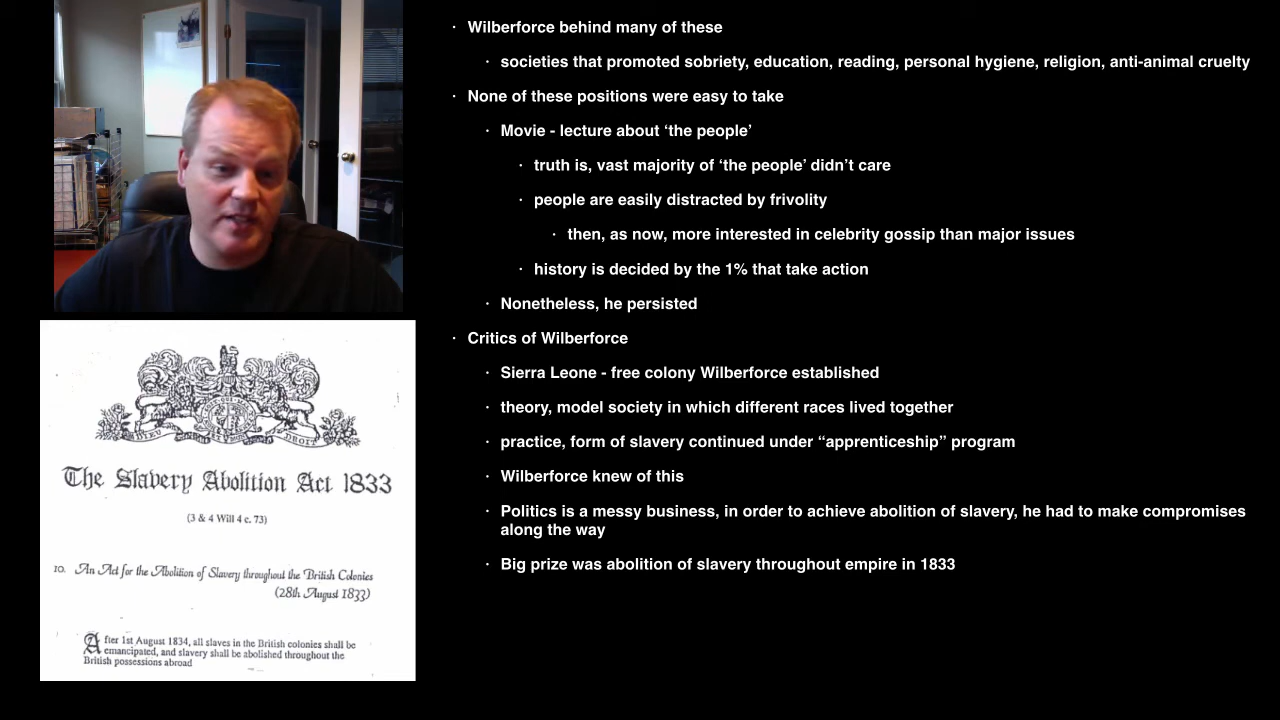 · Wilberforce behind many of these
· societies that promoted sobriety, education, reading, personal hygiene, religion, anti-animal cruelty
· None of these positions were easy to take
· Movie - lecture about ‘the people’
· truth is, vast majority of ‘the people’ didn’t care
· people are easily distracted by frivolity
· then, as now, more interested in celebrity gossip than major issues
· history is decided by the 1% that take action
· Nonetheless, he persisted
· Critics of Wilberforce
· Sierra Leone - free colony Wilberforce established
· theory, model society in which different races lived together
· practice, form of slavery continued under “apprenticeship” program
· Wilberforce knew of this
· Politics is a messy business, in order to achieve abolition of slavery, he had to make compromises
along the way
· Big prize was abolition of slavery throughout empire in 1833
DIEU ET DROIT
The Slavery Abolition Act 1833
(3 & 4 Will 4 c. 73)
10. An Act for the Abolition of Slavery throughout the British Colonies
(28th August 1833)
After 1st August 1834, all slaves in the British colonies shall be
emancipated, and slavery shall be abolished throughout the
British possessions abroad